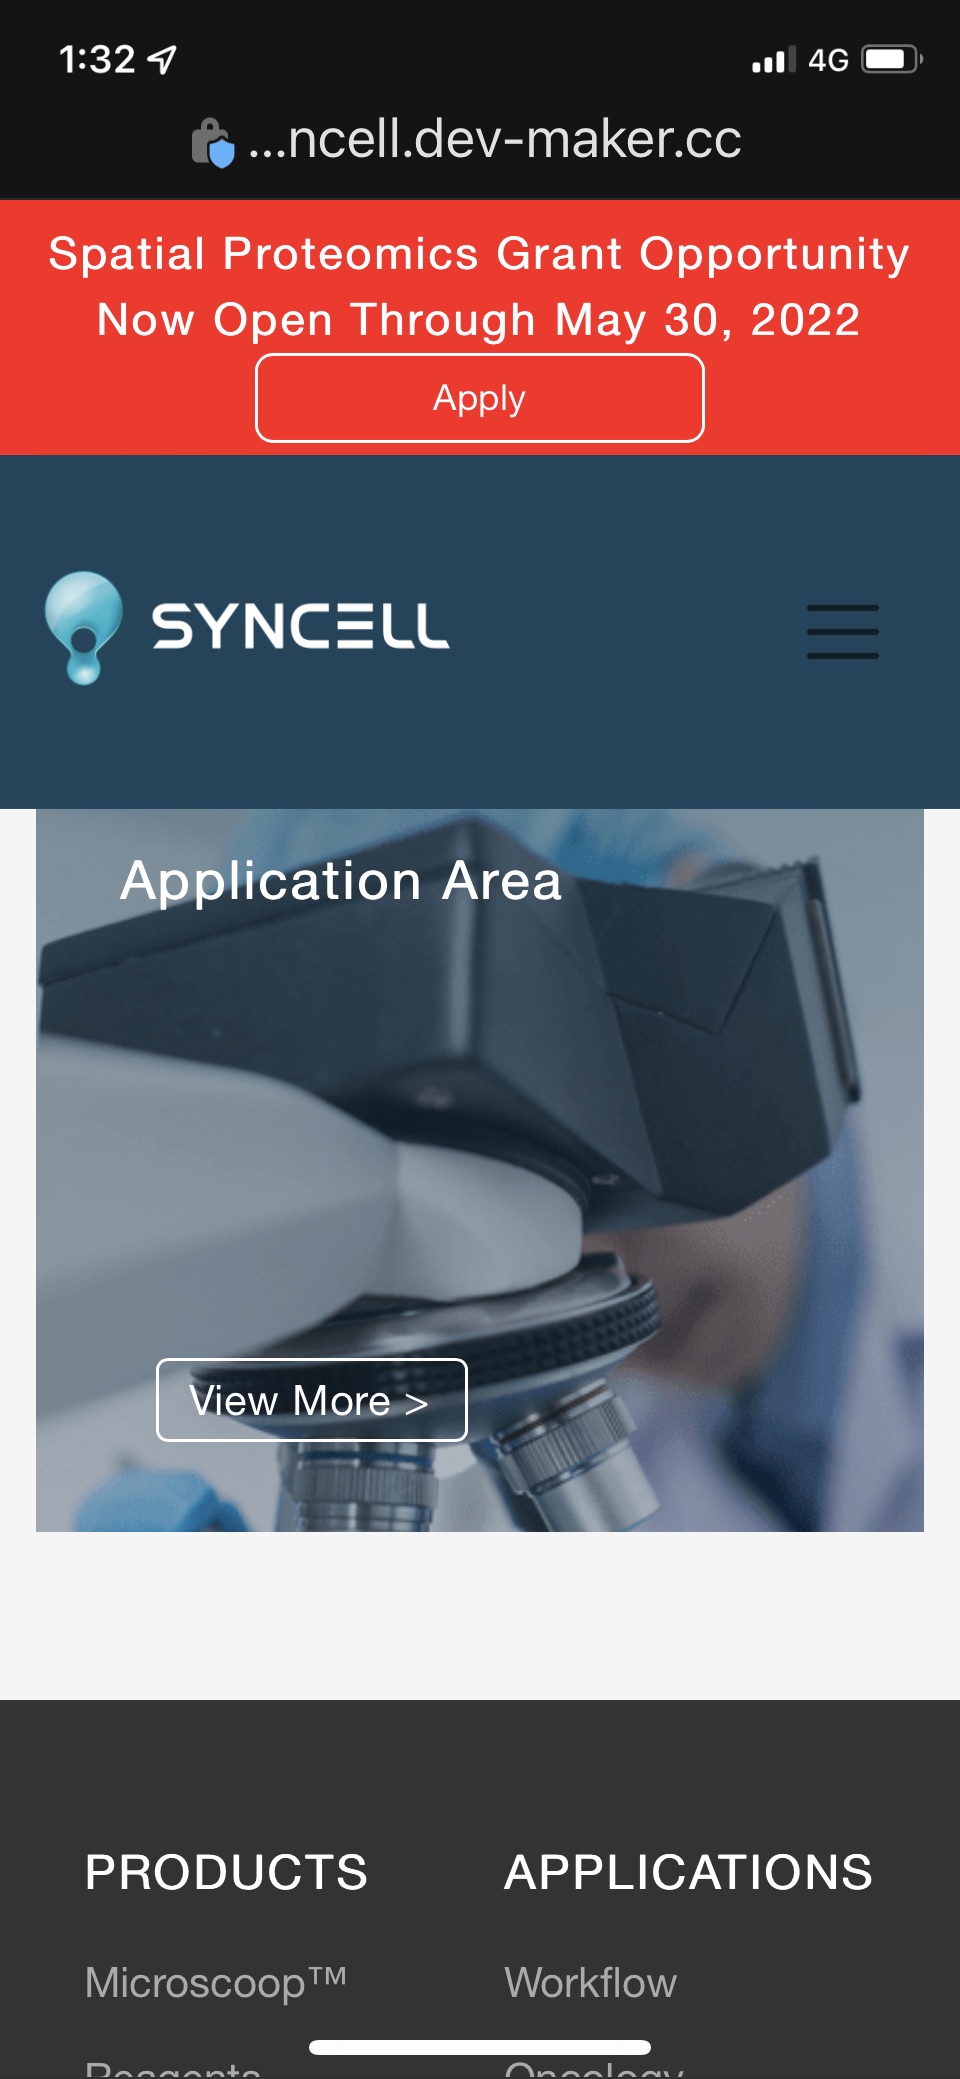 1:32
4G
...ncell.dev-maker.cc
Spatial Proteomics Grant Opportunity
Now Open Through May 30, 2022
Apply
SYNCELL
Application Area
View More >
PRODUCTS
APPLICATIONS
Microscoop™
Workflow
Reagents
Oncology